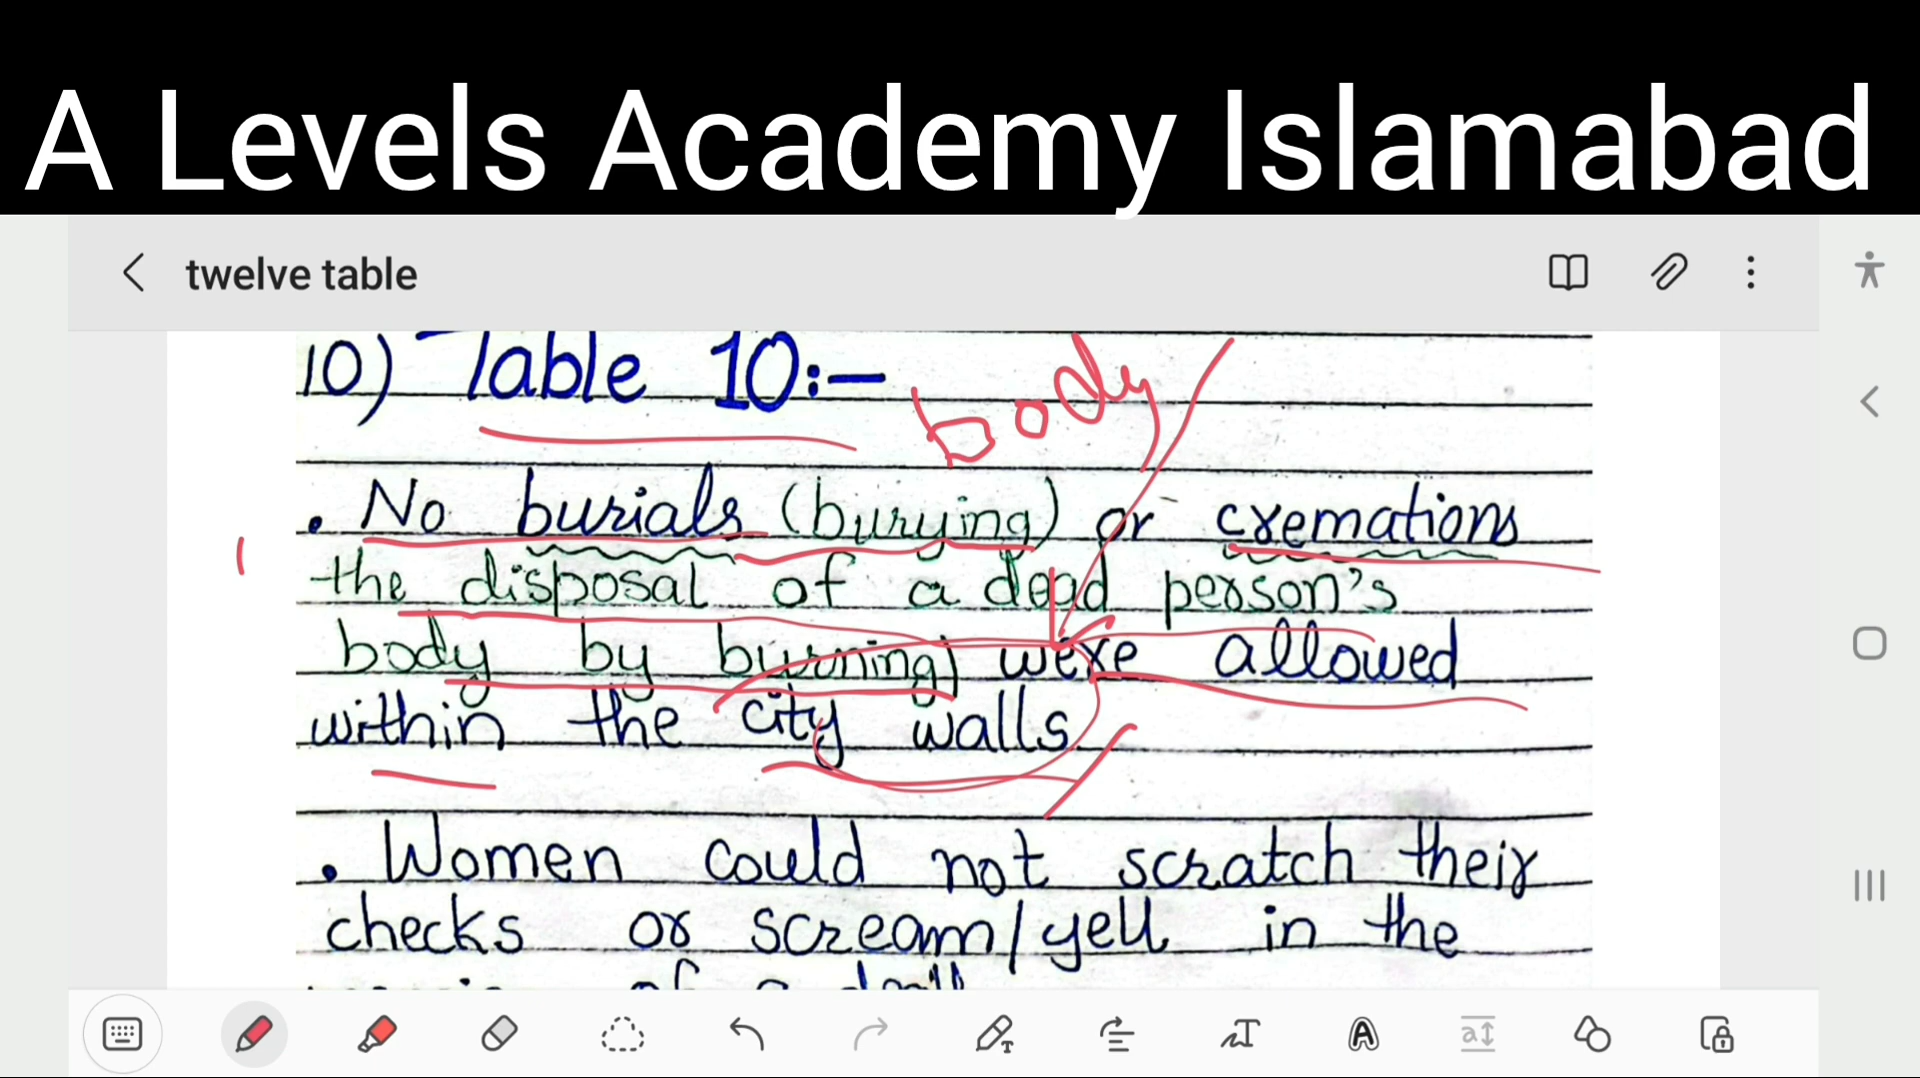 A Levels Academy Islamabad
twelve table
10) Table 10:-
body
. No burials (burying) or cremations
the disposal of a dead person's
body by burning) were allowed
within the city walls
. Women could not scratch their
checks or scream/yell in the
of a